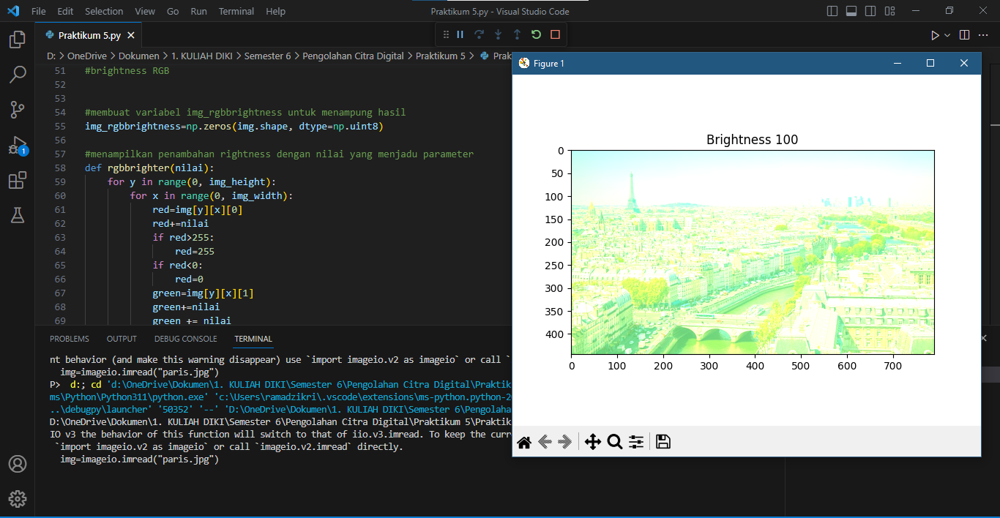 File Edit Selection View Go Run Terminal Help
Praktikum 5.py - Visual Studio Code
Praktikum 5.py
D: > OneDrive > Dokumen > 1. KULIAH DIKI > Semester 6 > Pengolahan Citra Digital > Praktikum 5 > Prak
51 #brightness RGB
52
53
54 #membuat variabel img_rgbbrightness untuk menampung hasil
55 img_rgbbrightness=np.zeros(img.shape, dtype=np.uint8)
56
57 #menampilkan penambahan rightness dengan nilai yang menjadu parameter
58 def rgbbrighter(nilai):
59 for y in range(0, img_height):
60 for x in range(0, img_width):
61 red=img[y][x][0]
62 red+=nilai
63 if red>255:
64 red=255
65 if red<0:
66 red=0
67 green=img[y][x][1]
68 green+=nilai
69 green += nilai
1
PROBLEMS OUTPUT DEBUG CONSOLE TERMINAL
nt behavior (and make this warning disappear) use `import imageio.v2 as imageio` or call `
img=imageio.imread("paris.jpg")
P> d:; cd 'd:\OneDrive\Dokumen\1. KULIAH DIKI\Semester 6\Pengolahan Citra Digital\Praktik
ms\Python\Python311\python.exe' 'c:\Users\ramadzikri\.vscode\extensions\ms-python.python-20
..\debugpy\launcher' '50352' '--' 'D:\OneDrive\Dokumen\1. KULIAH DIKI\Semester 6\Pengolaha
D:\OneDrive\Dokumen\1. KULIAH DIKI\Semester 6\Pengolahan Citra Digital\Praktikum 5\Praktik
IO v3 the behavior of this function will switch to that of iio.v3.imread. To keep the curr
`import imageio.v2 as imageio` or call `imageio.v2.imread` directly.
img=imageio.imread("paris.jpg")
Figure 1
Brightness 100
0
50
100
150
200
250
300
350
400
0 100 200 300 400 500 600 700